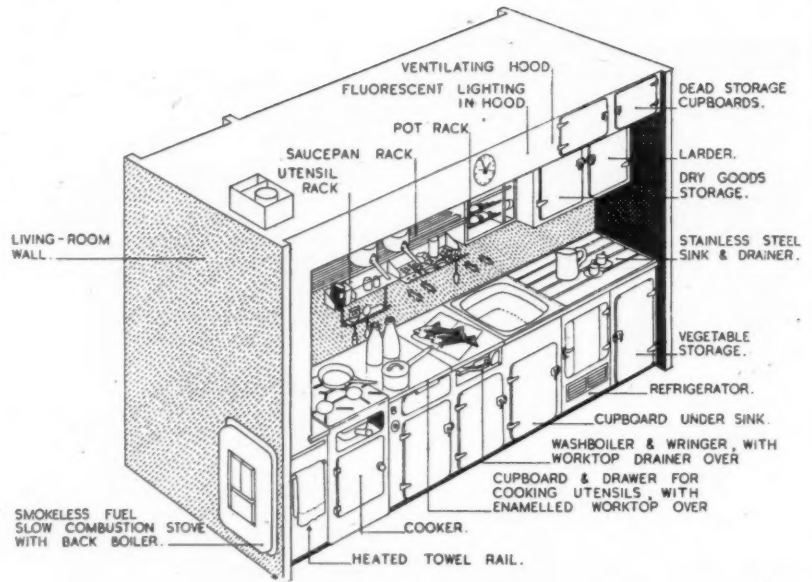 VENTILATING HOOD.
FLUORESCENT LIGHTING
IN HOOD.
POT RACK
SAUCEPAN RACK
UTENSIL
RACK
LIVING-ROOM
WALL.
DEAD STORAGE
CUPBOARDS.
LARDER.
DRY GOODS
STORAGE.
STAINLESS STEEL
SINK & DRAINER.
VEGETABLE
STORAGE.
REFRIGERATOR.
CUPBOARD UNDER SINK.
WASHBOILER & WRINGER, WITH
WORKTOP DRAINER OVER
CUPBOARD & DRAWER FOR
COOKING UTENSILS, WITH
ENAMELLED WORKTOP OVER
COOKER.
HEATED TOWEL RAIL.
SMOKELESS FUEL
SLOW COMBUSTION STOVE
WITH BACK BOILER.